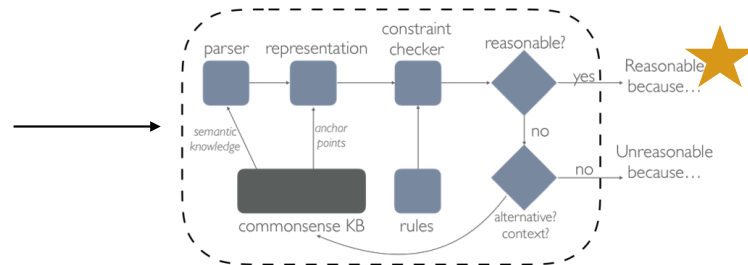 constraint
parser representation checker reasonable?
yes
Reasonable
because…
semantic
knowledge
anchor
points
no
Unreasonable
because…
no
commonsense KB
rules
alternative?
context?